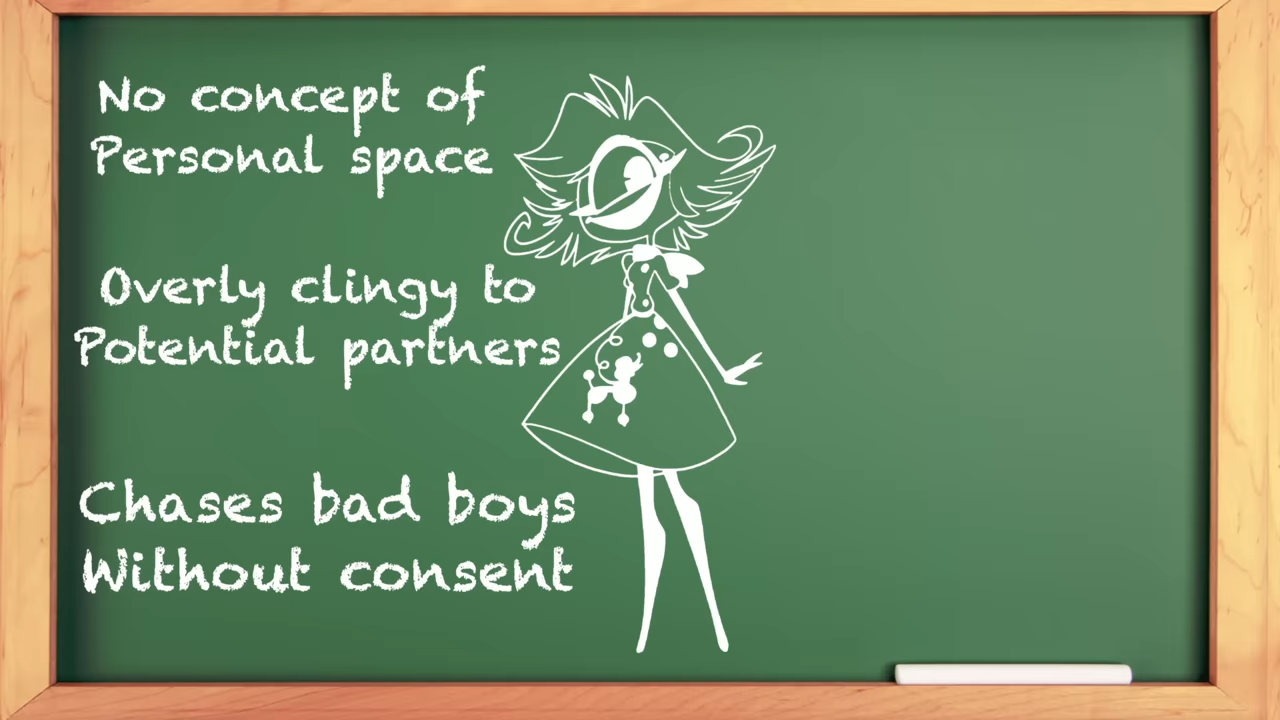 No concept of
Personal space
Overly clingy to
Potential partners
Chases bad boys
Without consent